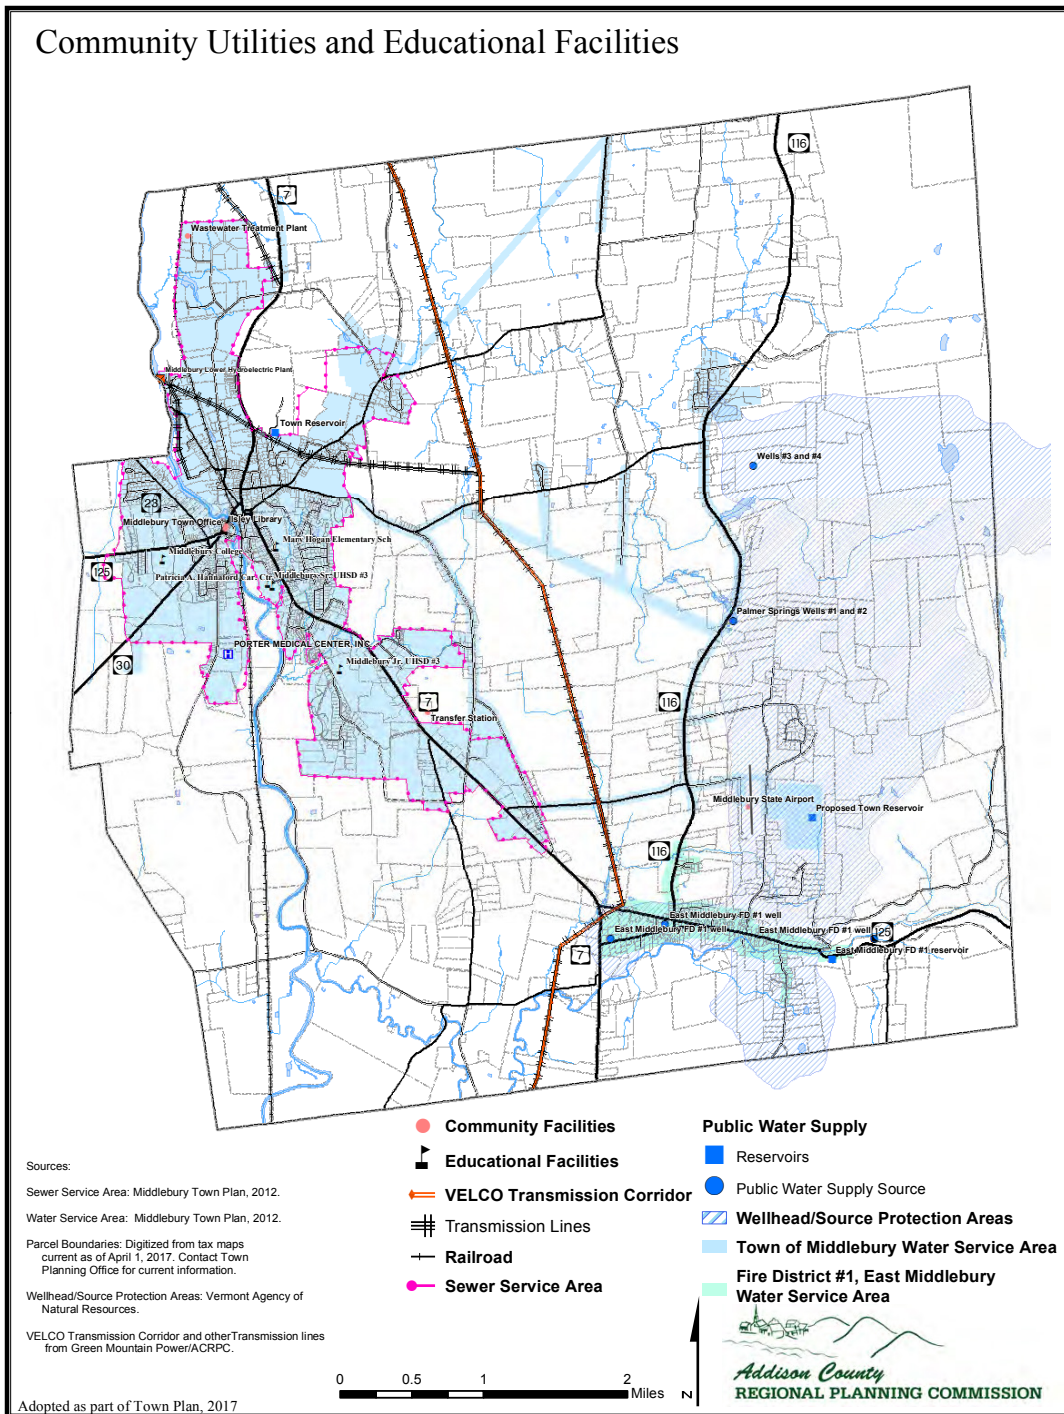 Community Utilities and Educational Facilities
116
7
Wastewater Treatment Plant
Middlebury Lower Hydroelectric Plant
Town Reservoir
Wells #3 and #4
23
Middlebury Town Office
Ilsley Library
Mary Hogan Elementary Sch
Middlebury College
125
Patricia A. Hannaford Car. Ctr.
Middlebury Sr. UHSD #3
Palmer Springs Wells #1 and #2
PORTER MEDICAL CENTER, INC
H
Middlebury Jr. UHSD #3
30
7
116
Transfer Station
Middlebury State Airport
Proposed Town Reservoir
116
East Middlebury FD #1 well
East Middlebury FD #1 well
East Middlebury FD #1 well
125
East Middlebury FD #1 reservoir
7
Community Facilities
Educational Facilities
VELCO Transmission Corridor
Transmission Lines
Railroad
Sewer Service Area
Public Water Supply
Reservoirs
Public Water Supply Source
Wellhead/Source Protection Areas
Town of Middlebury Water Service Area
Fire District #1, East Middlebury
Water Service Area
Sources:
Sewer Service Area: Middlebury Town Plan, 2012.
Water Service Area: Middlebury Town Plan, 2012.
Parcel Boundaries: Digitized from tax maps
current as of April 1, 2017. Contact Town
Planning Office for current information.
Wellhead/Source Protection Areas: Vermont Agency of
Natural Resources.
VELCO Transmission Corridor and otherTransmission lines
from Green Mountain Power/ACRPC.
0 0.5 1 2
Miles
N
Addison County
REGIONAL PLANNING COMMISSION
Adopted as part of Town Plan, 2017